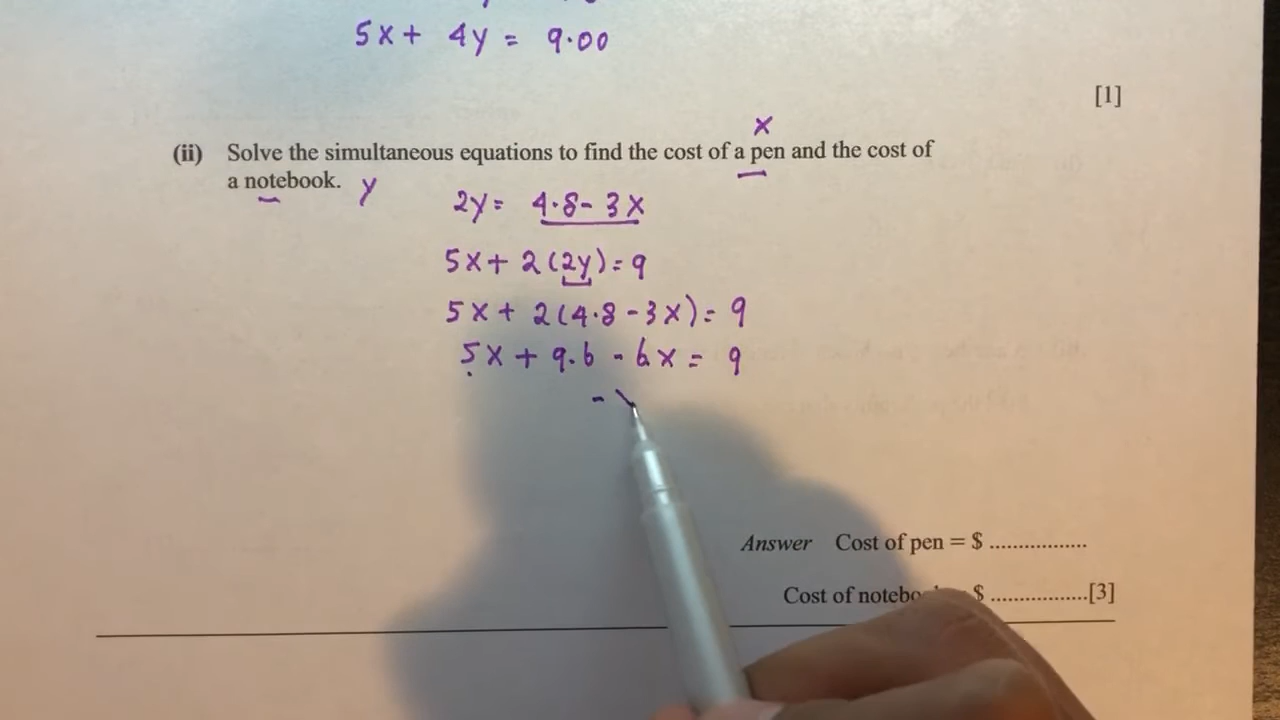 5x + 4y = 9.00
[1]
x
(ii) Solve the simultaneous equations to find the cost of a pen and the cost of
a notebook. y
2y = 4.8 - 3x
5x + 2(2y) = 9
5x + 2(4.8 - 3x) = 9
5x + 9.6 - 6x = 9
-
Answer Cost of pen = $ .................
Cost of $ .................[3]